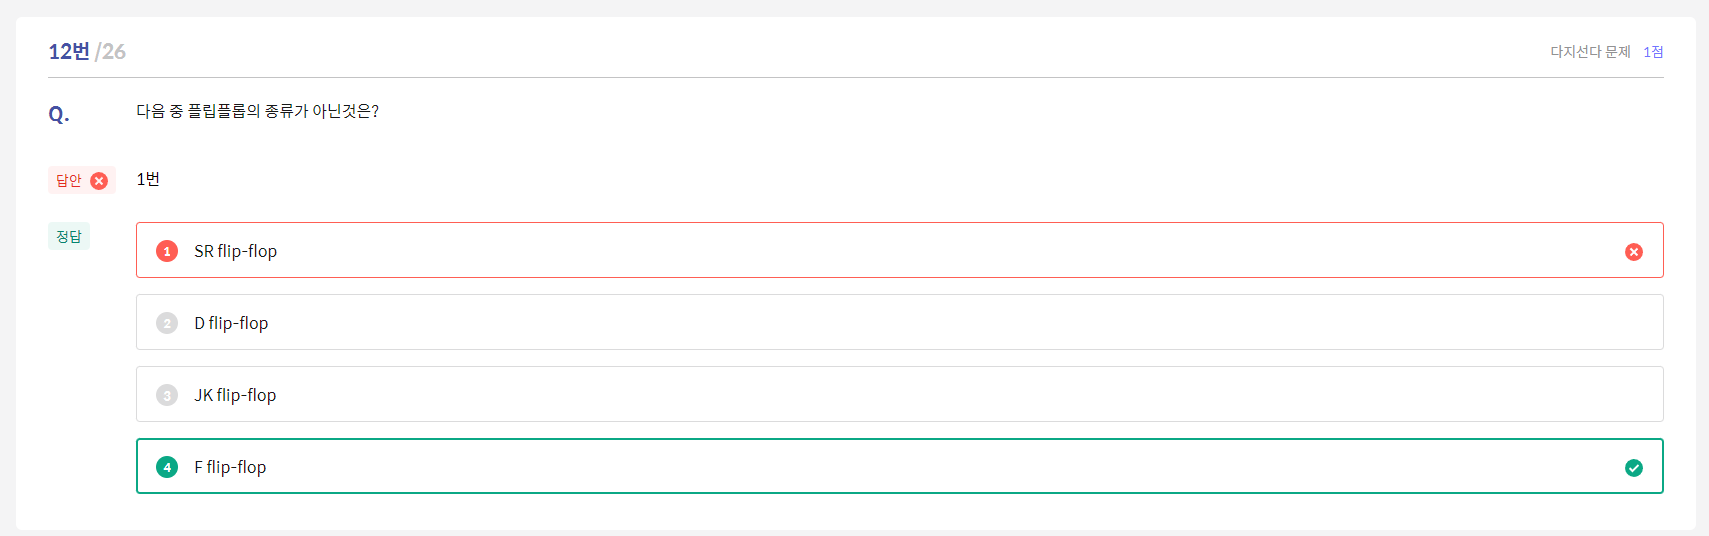 12번 /26 다지선다 문제 1점
Q. 다음 중 플립플롭의 종류가 아닌것은?
답안 1번
정답
1 SR flip-flop
2 D flip-flop
3 JK flip-flop
4 F flip-flop